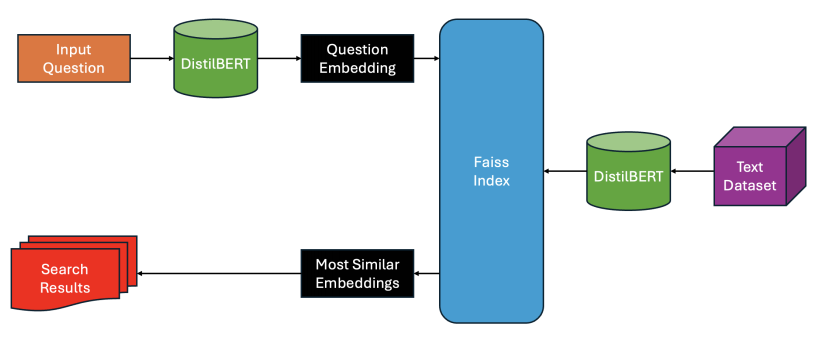 Input
Question
DistilBERT
Question
Embedding
Faiss
Index
DistilBERT
Text
Dataset
Most Similar
Embeddings
Search
Results